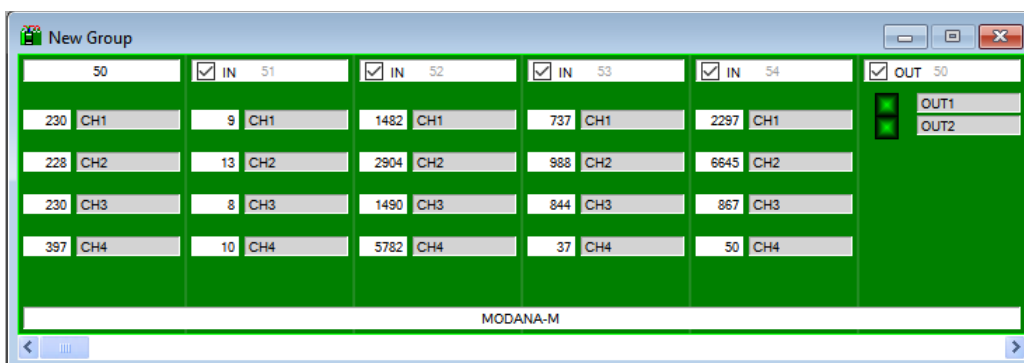 New Group
50 IN 51 IN 52 IN 53 IN 54 OUT 50
OUT1
230 CH1 9 CH1 1482 CH1 737 CH1 2297 CH1
OUT2
228 CH2 13 CH2 2904 CH2 988 CH2 6645 CH2
230 CH3 8 CH3 1490 CH3 844 CH3 867 CH3
397 CH4 10 CH4 5782 CH4 37 CH4 50 CH4
MODANA-M